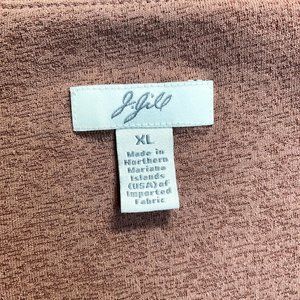 J.Jill
XL
Made in
Northern
Mariana
Islands
(USA) of
Imported
Fabric